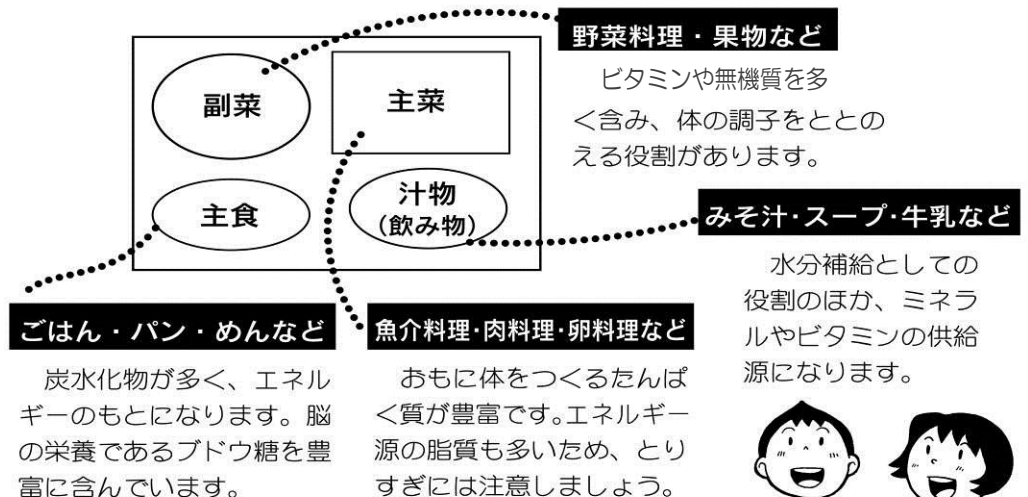 野菜料理・果物など
ビタミンや無機質を多
く含み、体の調子をととの
える役割があります。
副菜
主菜
主食
汁物
(飲み物)
みそ汁・スープ・牛乳など
水分補給としての
役割のほか、ミネラ
ルやビタミンの供給
源になります。
ごはん・パン・めんなど
炭水化物が多く、エネル
ギーのもとになります。脳
の栄養であるブドウ糖を豊
富に含んでいます。
魚介料理・肉料理・卵料理など
おもに体をつくるたんぱ
く質が豊富です。エネルギー
源の脂質も多いため、とり
すぎには注意しましょう。